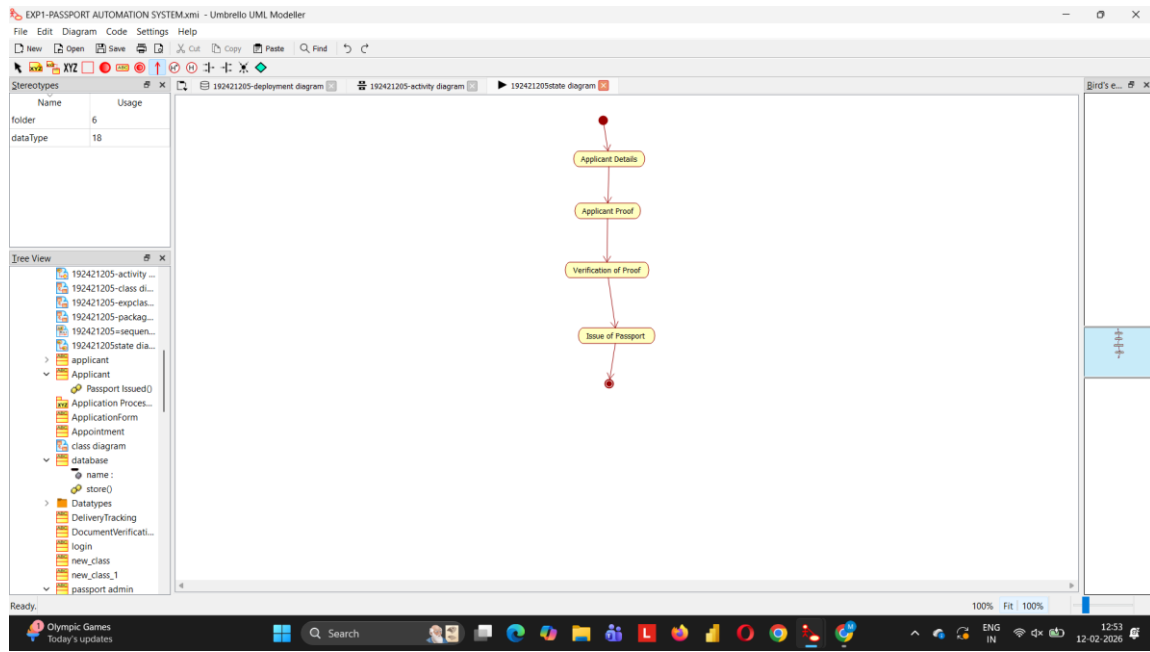 EXP1-PASSPORT AUTOMATION SYSTEM.xmi - Umbrello UML Modeller
File Edit Diagram Code Settings Help
New Open Save Cut Copy Paste Find
XYZ
Stereotypes
192421205-deployment diagram 192421205-activity diagram 192421205state diagram
Bird's e...
Name Usage
folder 6
dataType 18
Applicant Details
Applicant Proof
Verification of Proof
Issue of Passport
Tree View
192421205-activity ...
192421205-class di...
192421205-expclas...
192421205-packag...
192421205=sequen...
192421205state dia...
applicant
Applicant
Passport Issued()
Application Proces...
ApplicationForm
Appointment
class diagram
database
name :
store()
Datatypes
DeliveryTracking
DocumentVerificati...
login
new_class
new_class_1
passport admin
Ready.
100% Fit 100%
1
Olympic Games
Today's updates
Search
L
M
ENG
IN
12:53
12-02-2026